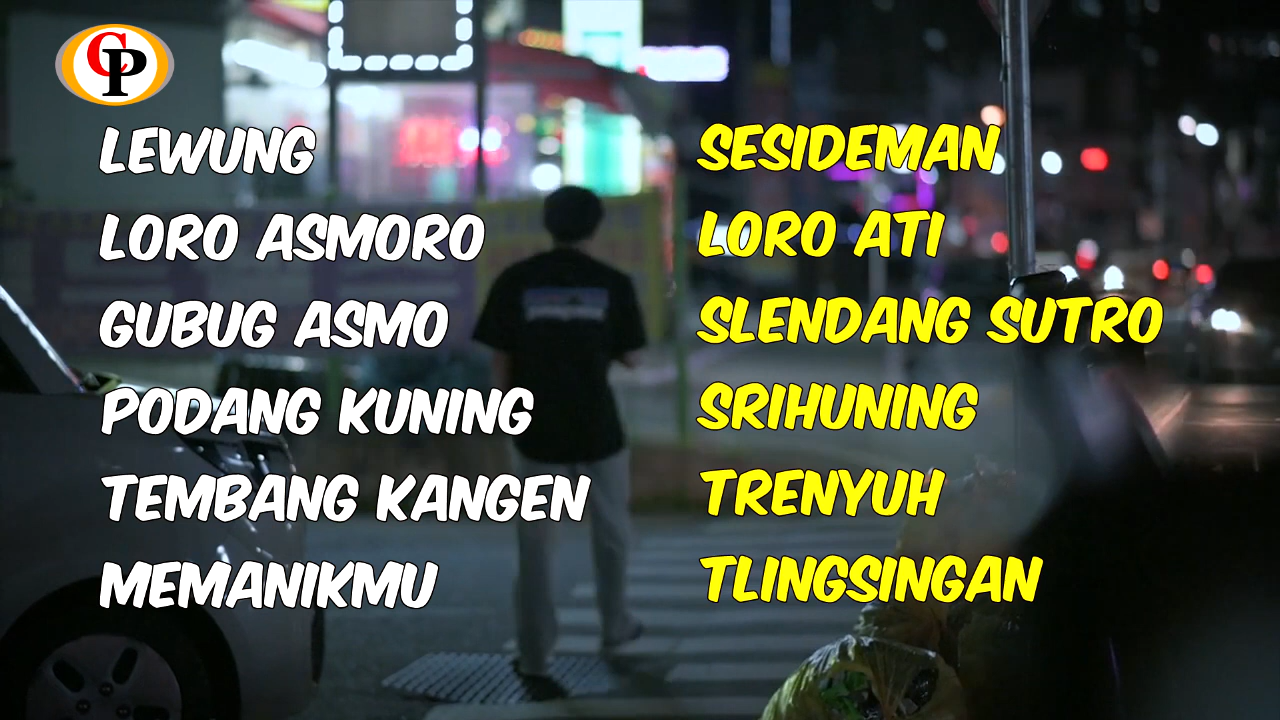 CP
LEWUNG
LORO ASMORO
GUBUG ASMO
PODANG KUNING
TEMBANG KANGEN
MEMANIKMU
SESIDEMAN
LORO ATI
SLENDANG SUTRO
SRIHUNING
TRENYUH
TLINGSINGAN